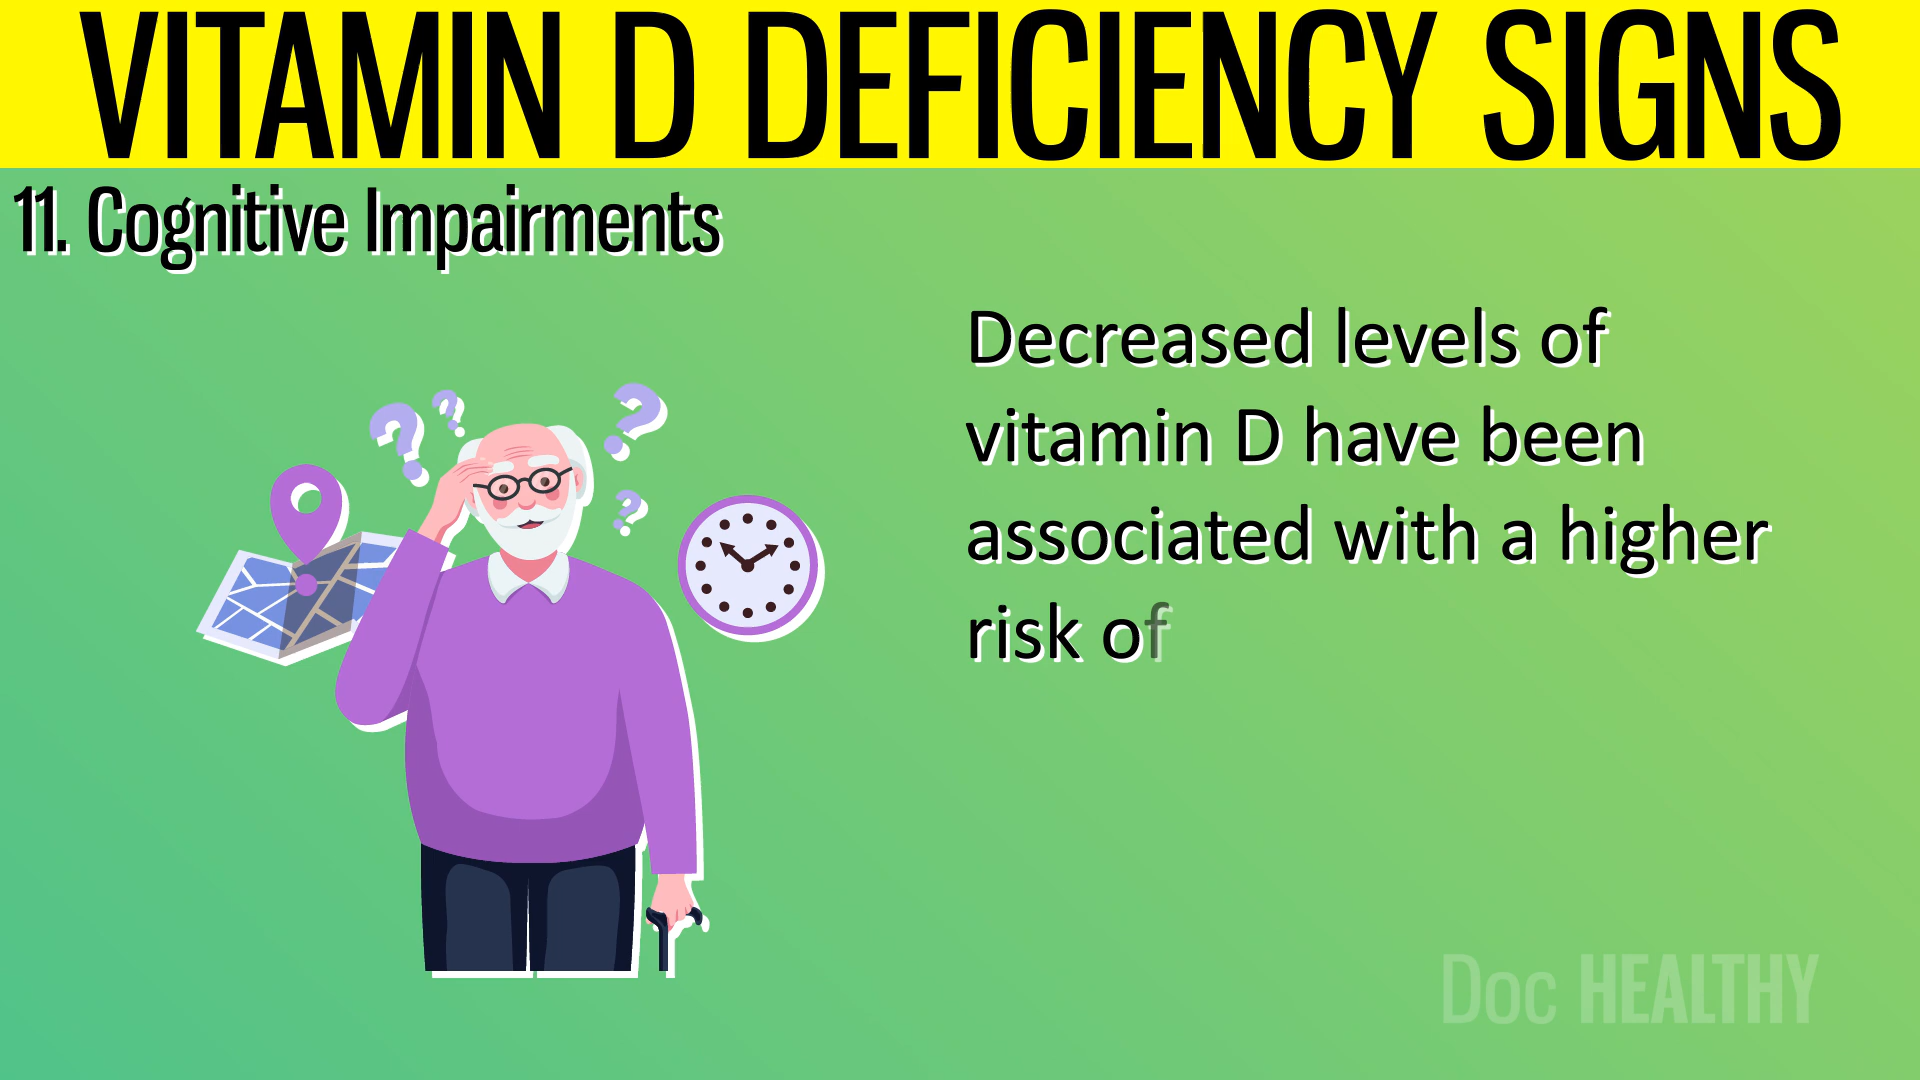 VITAMIN D DEFICIENCY SIGNS
11. Cognitive Impairments
Decreased levels of
vitamin D have been
associated with a higher
risk of
Doc HEALTHY